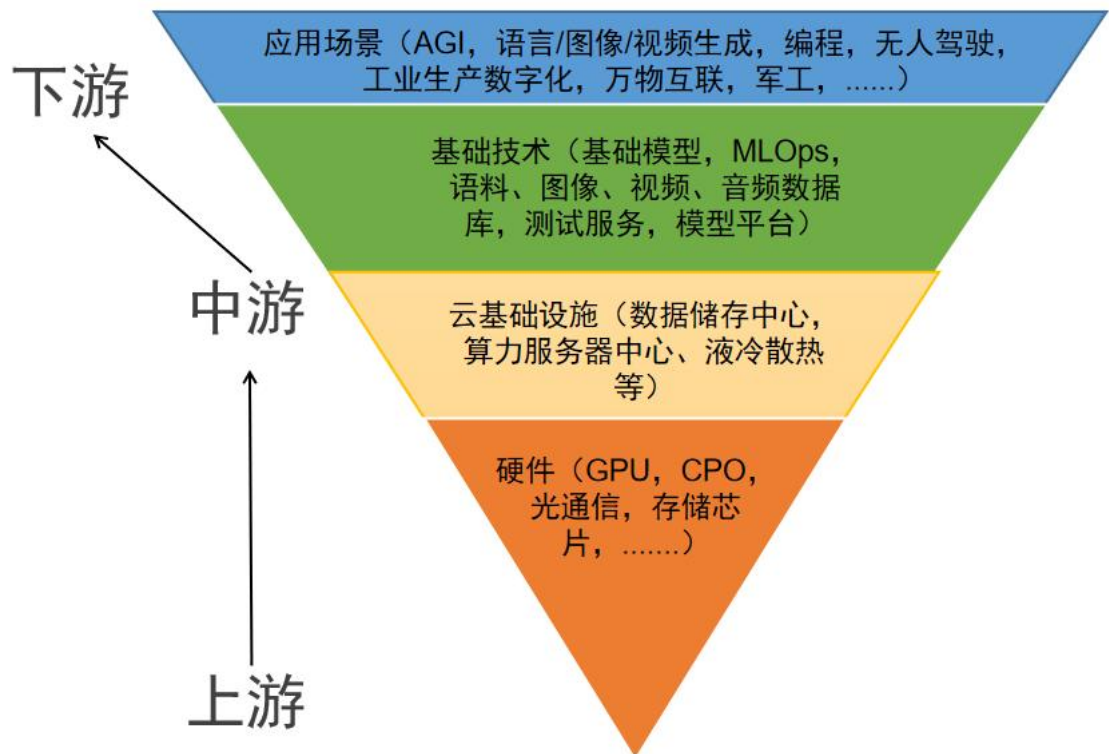 应用场景（AGI，语言/图像/视频生成，编程，无人驾驶，
工业生产数字化，万物互联，军工，......）
下游
基础技术（基础模型，MLOps，
语料、图像、视频、音频数据
库，测试服务，模型平台）
中游
云基础设施（数据储存中心，
算力服务器中心、液冷散热
等）
硬件（GPU，CPO，
光通信，存储芯
片，.......）
上游